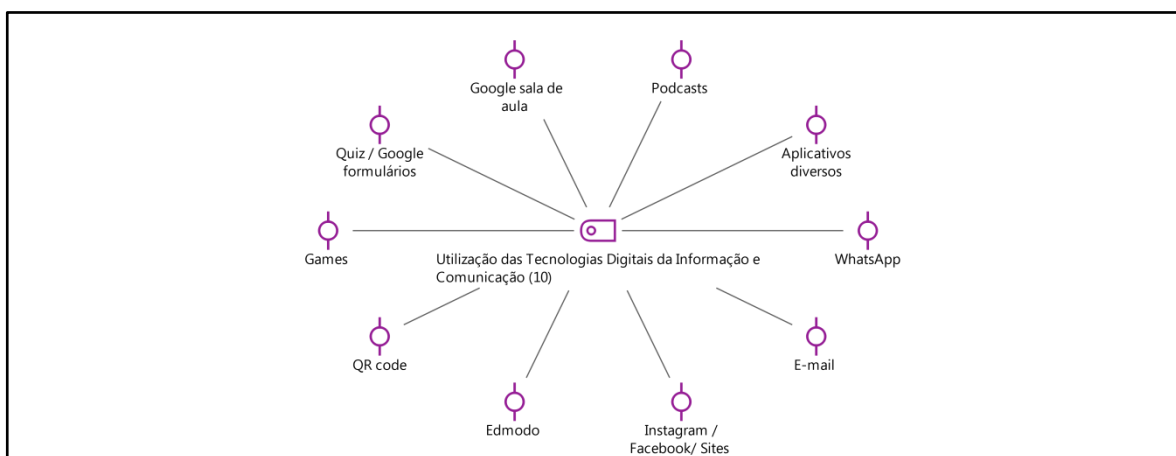 Google sala de
aula
Podcasts
Quiz / Google
formulários
Aplicativos
diversos
Games
Utilização das Tecnologias Digitais da Informação e
Comunicação (10)
WhatsApp
QR code
E-mail
Edmodo
Instagram /
Facebook/ Sites